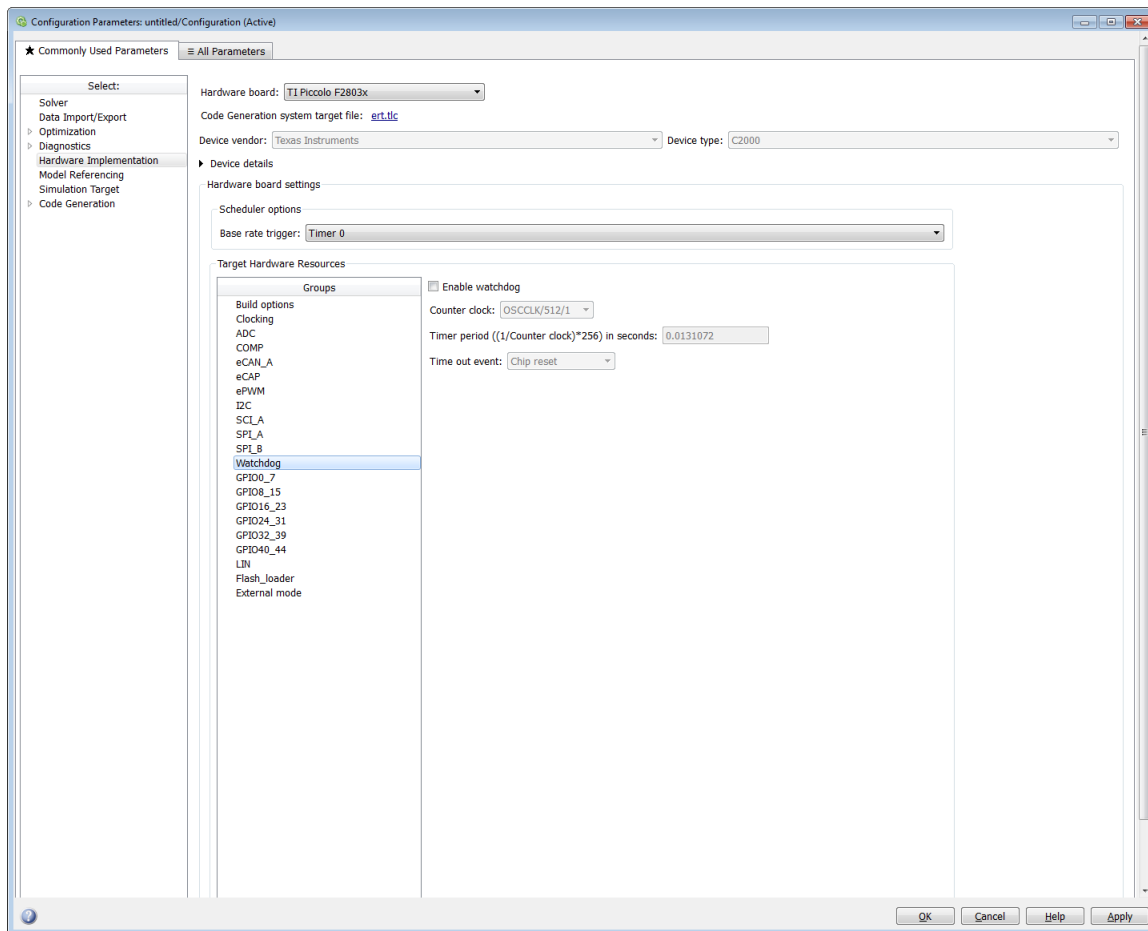 Configuration Parameters: untitled/Configuration (Active)
★ Commonly Used Parameters
≡ All Parameters
Select:
Solver
Data Import/Export
Optimization
Diagnostics
Hardware Implementation
Model Referencing
Simulation Target
Code Generation
Hardware board: TI Piccolo F2803x
Code Generation system target file: ert.tlc
Device vendor: Texas Instruments Device type: C2000
Device details
Hardware board settings
Scheduler options
Base rate trigger: Timer 0
Target Hardware Resources
Groups
Build options
Clocking
ADC
COMP
eCAN_A
eCAP
ePWM
I2C
SCI_A
SPI_A
SPI_B
Watchdog
GPIO0_7
GPIO8_15
GPIO16_23
GPIO24_31
GPIO32_39
GPIO40_44
LIN
Flash_loader
External mode
Enable watchdog
Counter clock: OSCCLK/512/1
Timer period ((1/Counter clock)*256) in seconds: 0.0131072
Time out event: Chip reset
OK Cancel Help Apply